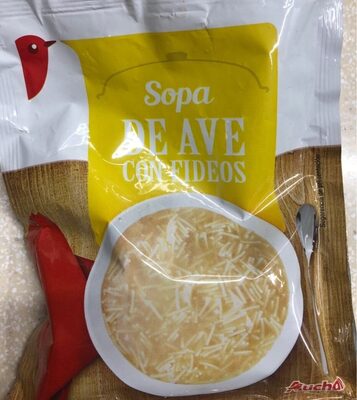 Sopa
DE AVE
CON FIDEOS
Auchan